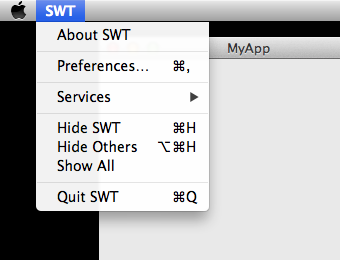 SWT
About SWT
MyApp
Preferences... ⌘,
Services ▶
Hide SWT ⌘H
Hide Others ⌥⌘H
Show All
Quit SWT ⌘Q